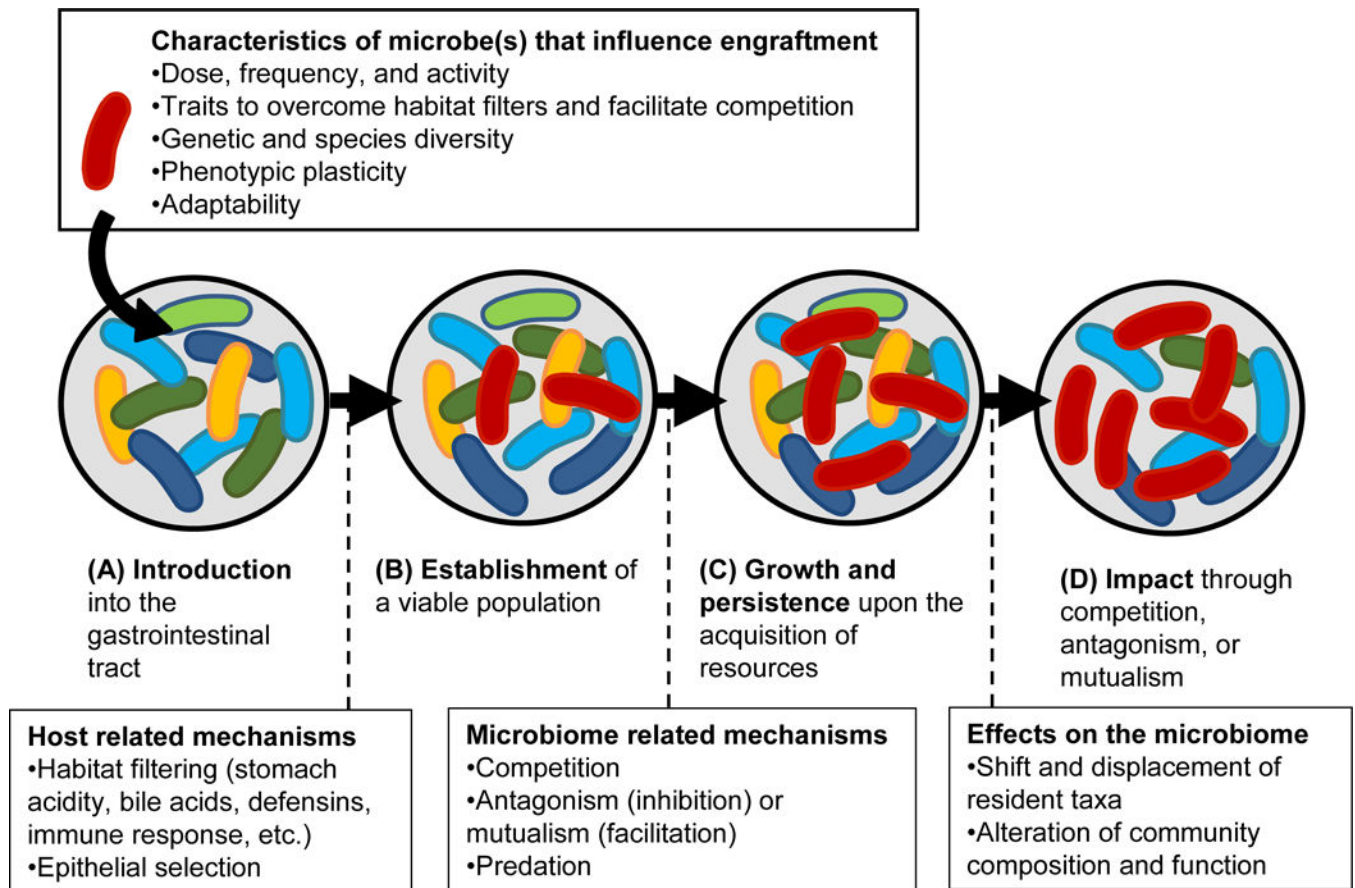 Characteristics of microbe(s) that influence engraftment
•Dose, frequency, and activity
•Traits to overcome habitat filters and facilitate competition
•Genetic and species diversity
•Phenotypic plasticity
•Adaptability
(A) Introduction
into the
gastrointestinal
tract
(B) Establishment of
a viable population
(C) Growth and
persistence upon the
acquisition of
resources
(D) Impact through
competition,
antagonism, or
mutualism
Host related mechanisms
•Habitat filtering (stomach
acidity, bile acids, defensins,
immune response, etc.)
•Epithelial selection
Microbiome related mechanisms
•Competition
•Antagonism (inhibition) or
mutualism (facilitation)
•Predation
Effects on the microbiome
•Shift and displacement of
resident taxa
•Alteration of community
composition and function